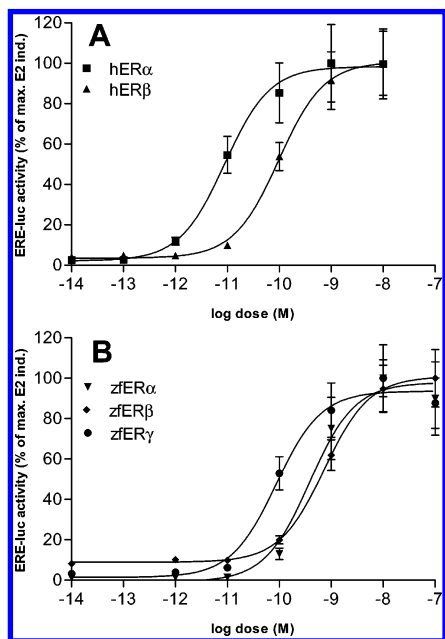 A
ERE-luc activity (% of max. E2 ind.)
120
100
80
60
40
20
0
hERα
hERβ
-14 -13 -12 -11 -10 -9 -8 -7
log dose (M)
B
ERE-luc activity (% of max. E2 ind.)
120
100
80
60
40
20
0
zfERα
zfERβ
zfERγ
-14 -13 -12 -11 -10 -9 -8 -7
log dose (M)